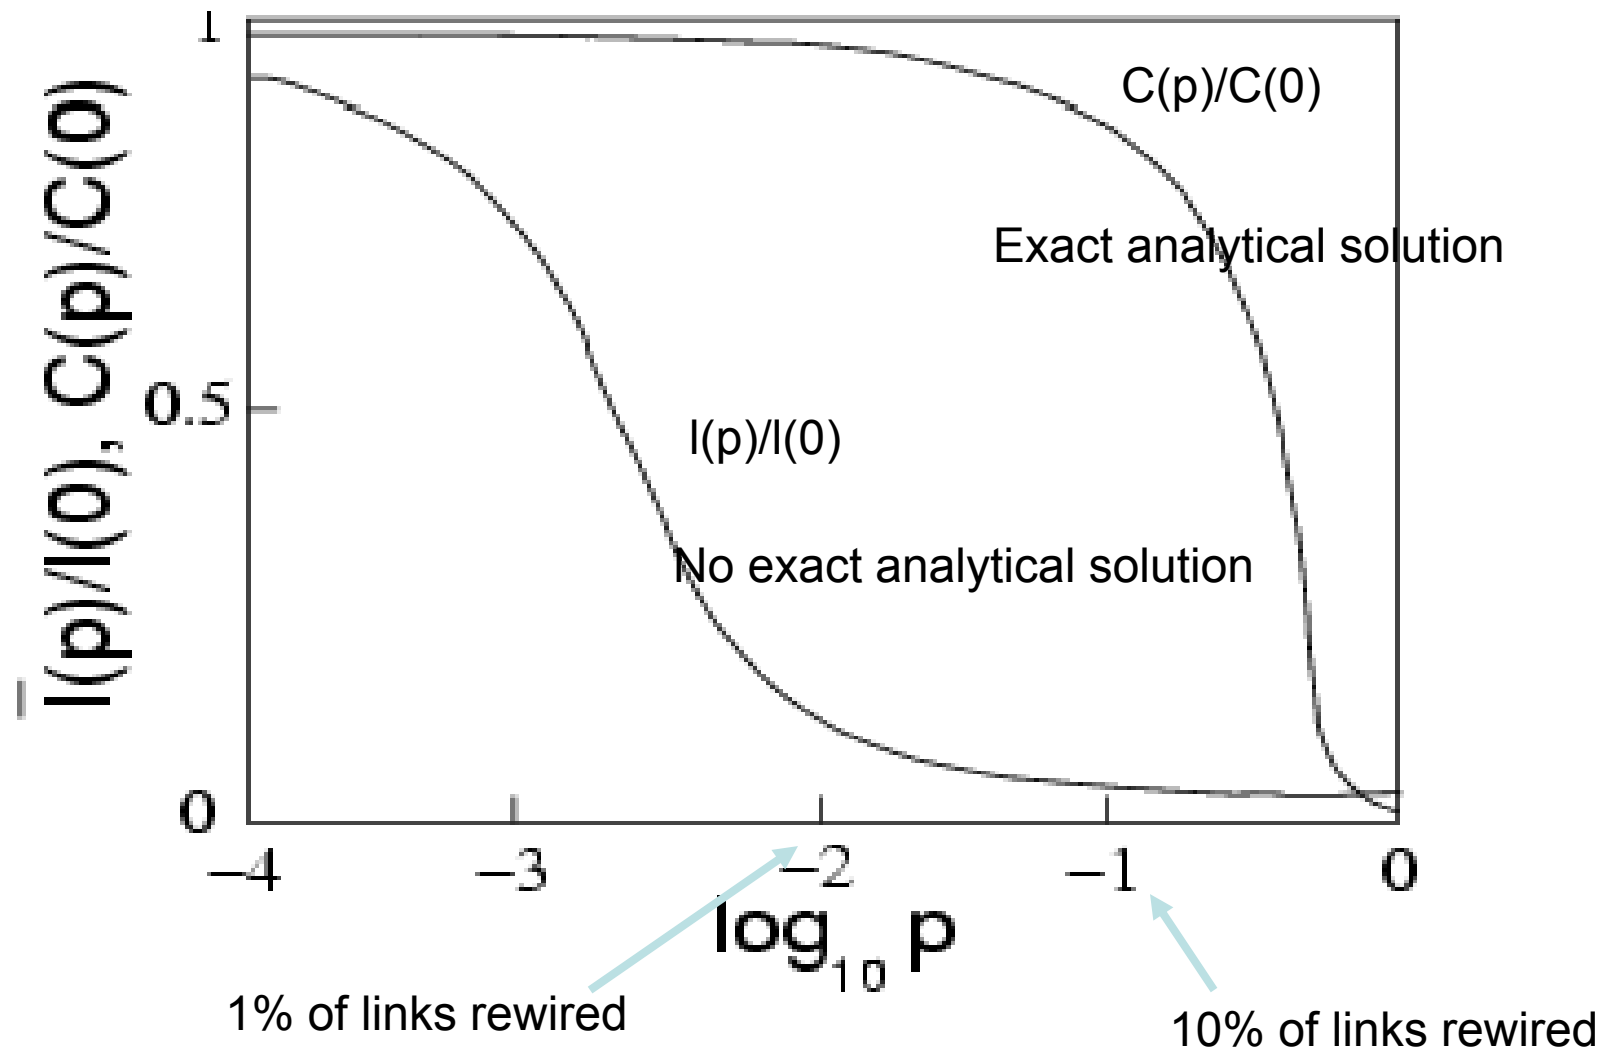 l(p)/l(0), C(p)/C(0)
1
C(p)/C(0)
Exact analytical solution
0.5
l(p)/l(0)
No exact analytical solution
0
−4
−3
−2
−1
0
log₁₀ p
1% of links rewired
10% of links rewired